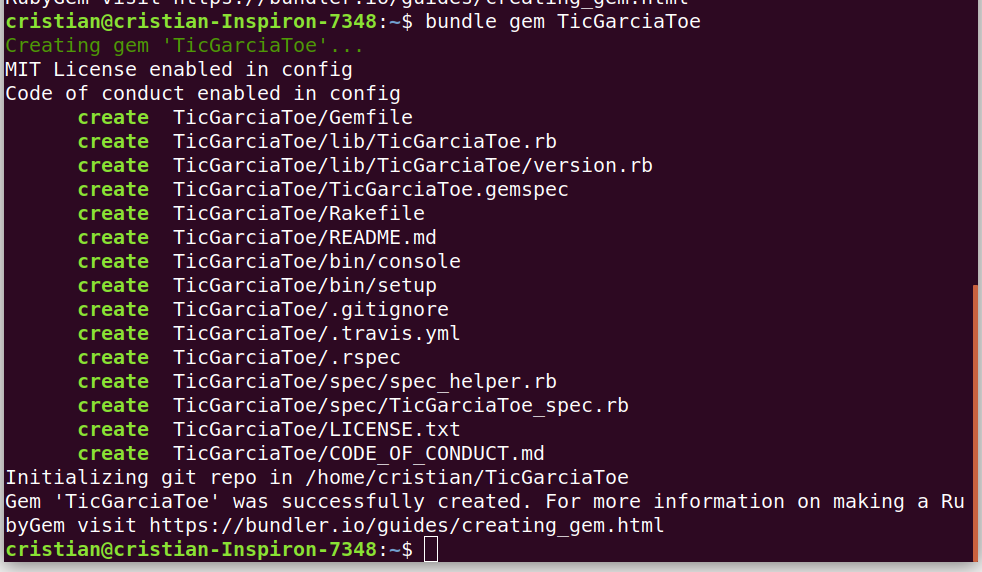 RubyGem visit https://bundler.io/guides/creating_gem.html
cristian@cristian-Inspiron-7348:~$ bundle gem TicGarciaToe
Creating gem 'TicGarciaToe'...
MIT License enabled in config
Code of conduct enabled in config
      create  TicGarciaToe/Gemfile
      create  TicGarciaToe/lib/TicGarciaToe.rb
      create  TicGarciaToe/lib/TicGarciaToe/version.rb
      create  TicGarciaToe/TicGarciaToe.gemspec
      create  TicGarciaToe/Rakefile
      create  TicGarciaToe/README.md
      create  TicGarciaToe/bin/console
      create  TicGarciaToe/bin/setup
      create  TicGarciaToe/.gitignore
      create  TicGarciaToe/.travis.yml
      create  TicGarciaToe/.rspec
      create  TicGarciaToe/spec/spec_helper.rb
      create  TicGarciaToe/spec/TicGarciaToe_spec.rb
      create  TicGarciaToe/LICENSE.txt
      create  TicGarciaToe/CODE_OF_CONDUCT.md
Initializing git repo in /home/cristian/TicGarciaToe
Gem 'TicGarciaToe' was successfully created. For more information on making a Ru
byGem visit https://bundler.io/guides/creating_gem.html
cristian@cristian-Inspiron-7348:~$